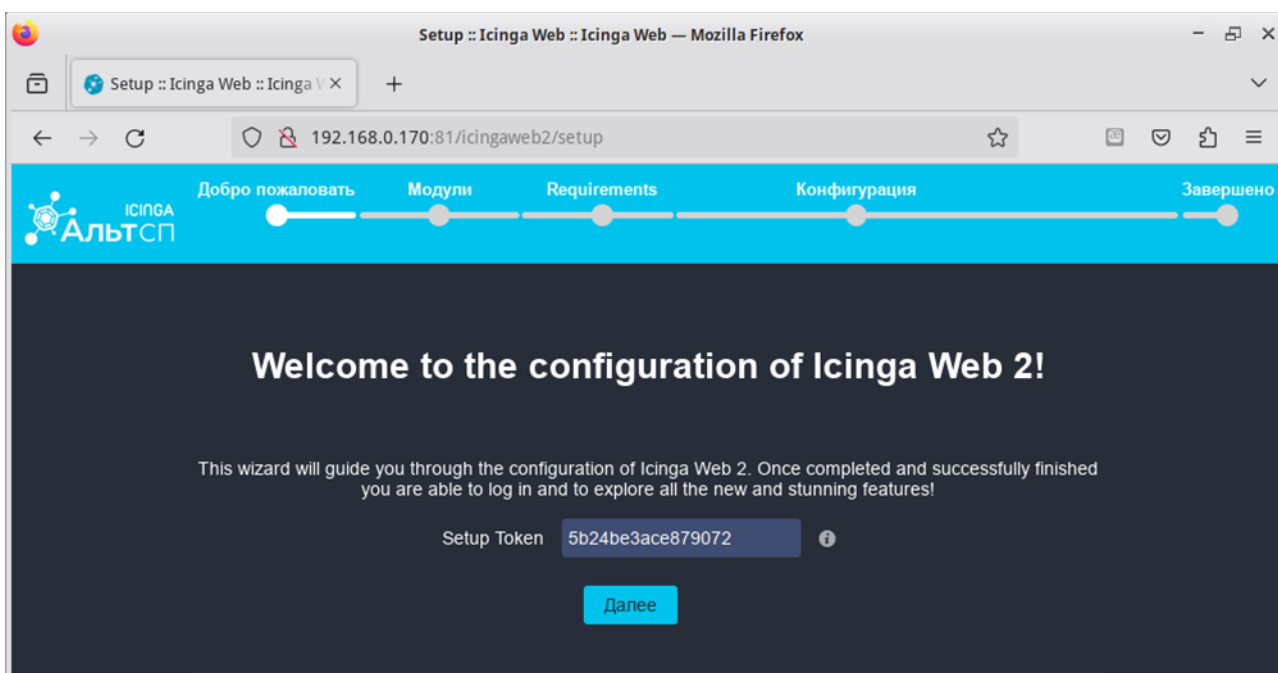 Setup :: Icinga Web :: Icinga Web — Mozilla Firefox
Setup :: Icinga Web :: Icinga
192.168.0.170:81/icingaweb2/setup
Добро пожаловать Модули Requirements Конфигурация Завершено
ICINGA
АльтСП
Welcome to the configuration of Icinga Web 2!
This wizard will guide you through the configuration of Icinga Web 2. Once completed and successfully finished
you are able to log in and to explore all the new and stunning features!
Setup Token 5b24be3ace879072
Далее